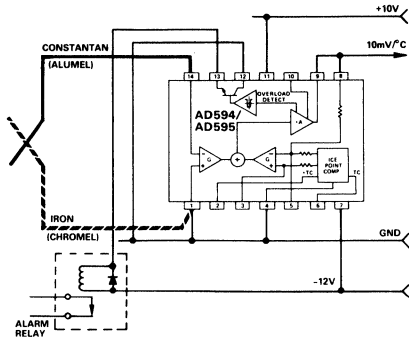 +10V
CONSTANTAN
(ALUMEL)
10mV/°C
14
13
12
11
10
9
8
OVERLOAD
DETECT
AD594/
AD595
-A
G
+
G
ICE
POINT
COMP
-TC
TC
IRON
(CHROMEL)
1
2
3
4
5
6
7
GND
-12V
ALARM
RELAY